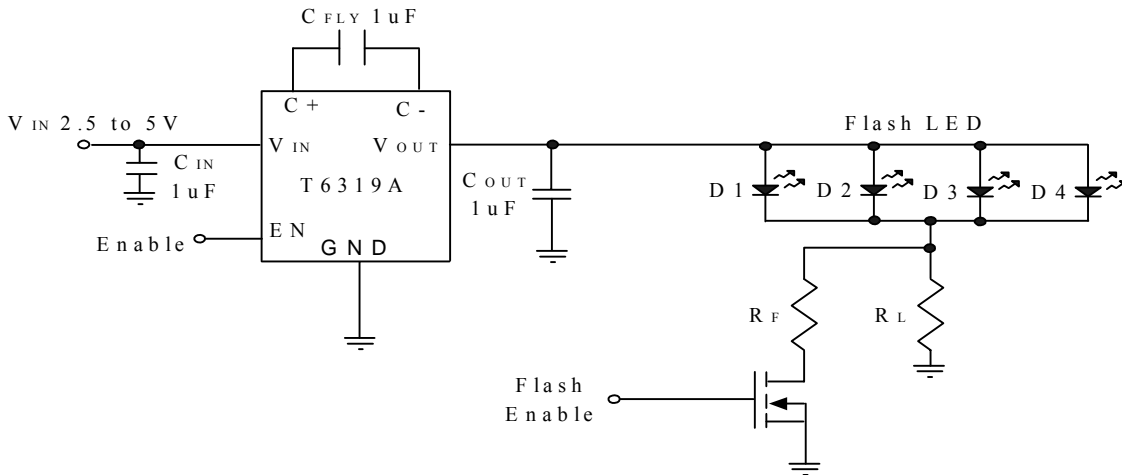 C FLY 1uF
C+
C-
V IN 2.5 to 5V
Flash LED
V IN
V OUT
C IN
1uF
T6319A
C OUT
1uF
D1
D2
D3
D4
EN
Enable
GND
R F
R L
Flash
Enable